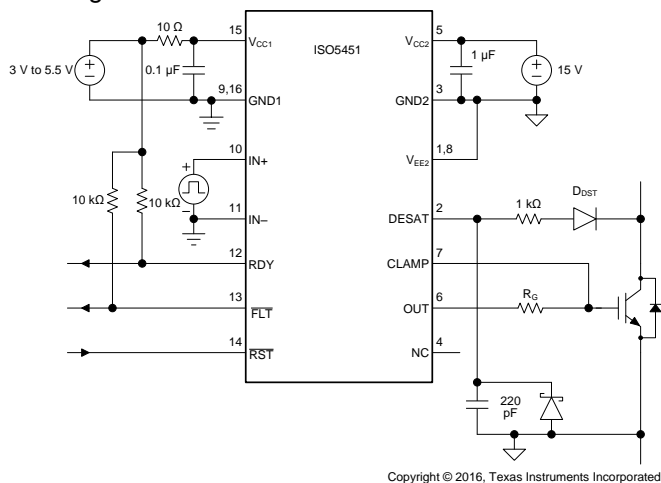 10 Ω
15
VCC1
ISO5451
VCC2
5
3 V to 5.5 V
0.1 µF
1 µF
15 V
9,16
GND1
GND2
3
10
IN+
VEE2
1,8
+
−
10 kΩ
10 kΩ
11
IN–
DESAT
2
1 kΩ
DDST
12
RDY
CLAMP
7
13
FLT
OUT
6
RG
14
RST
NC
4
220
pF
Copyright © 2016, Texas Instruments Incorporated